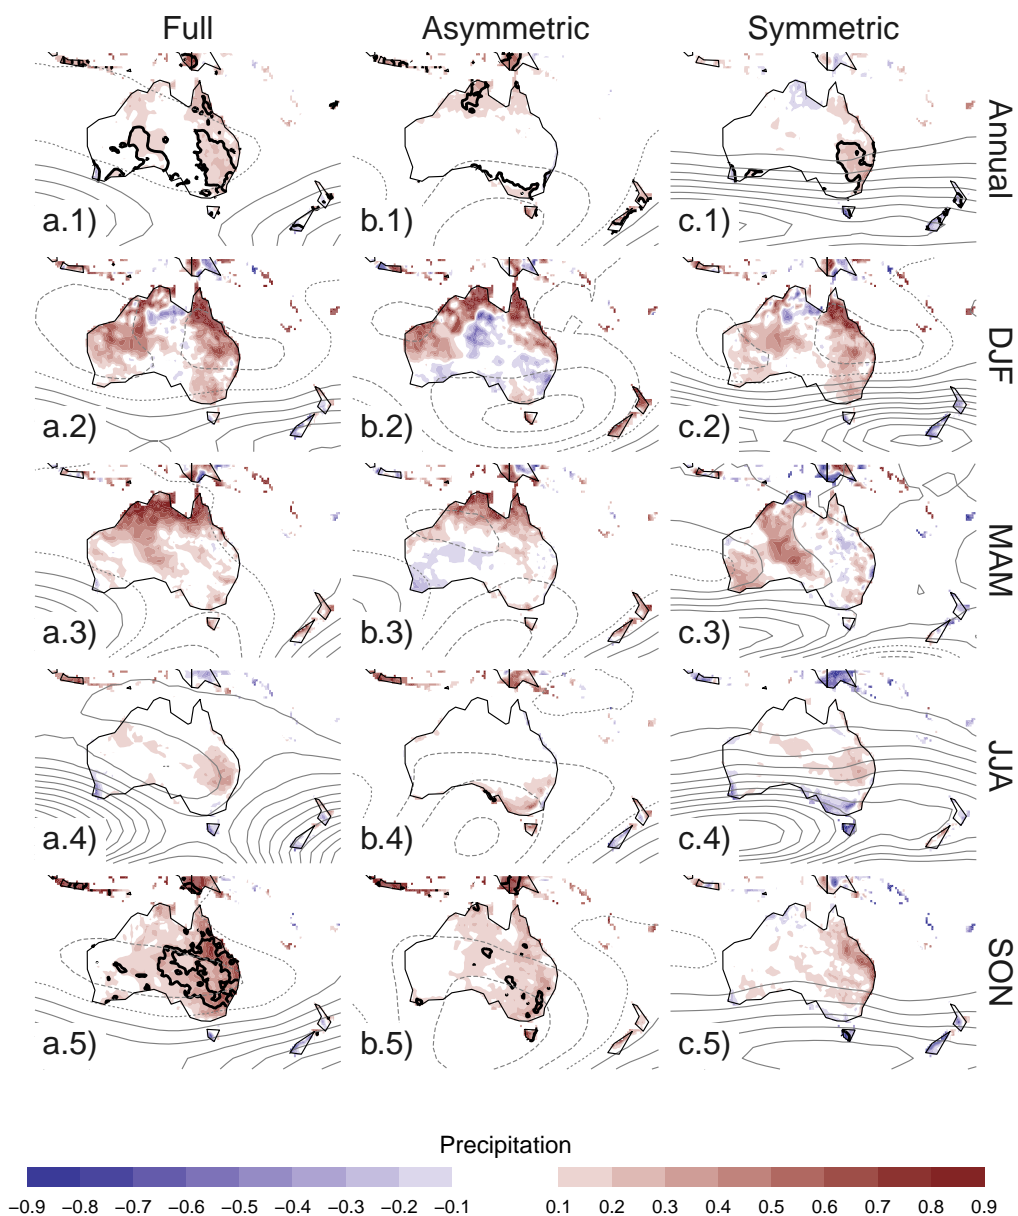 Full Asymmetric Symmetric
a.1) b.1) c.1) Annual
a.2) b.2) c.2) DJF
a.3) b.3) c.3) MAM
a.4) b.4) c.4) JJA
a.5) b.5) c.5) SON
Precipitation
−0.9 −0.8 −0.7 −0.6 −0.5 −0.4 −0.3 −0.2 −0.1 0.1 0.2 0.3 0.4 0.5 0.6 0.7 0.8 0.9